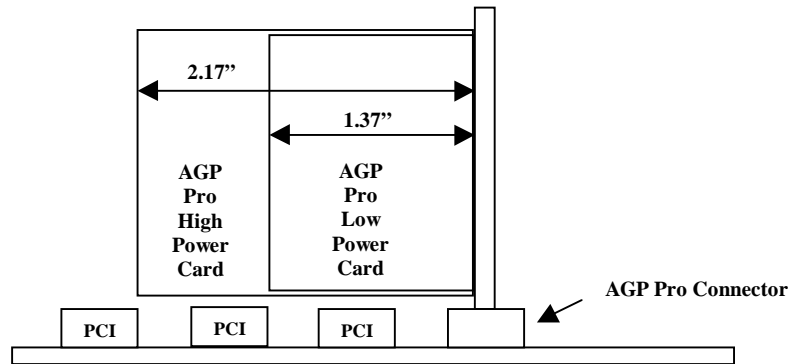 2.17”
1.37”
AGP
Pro
High
Power
Card
AGP
Pro
Low
Power
Card
AGP Pro Connector
PCI
PCI
PCI